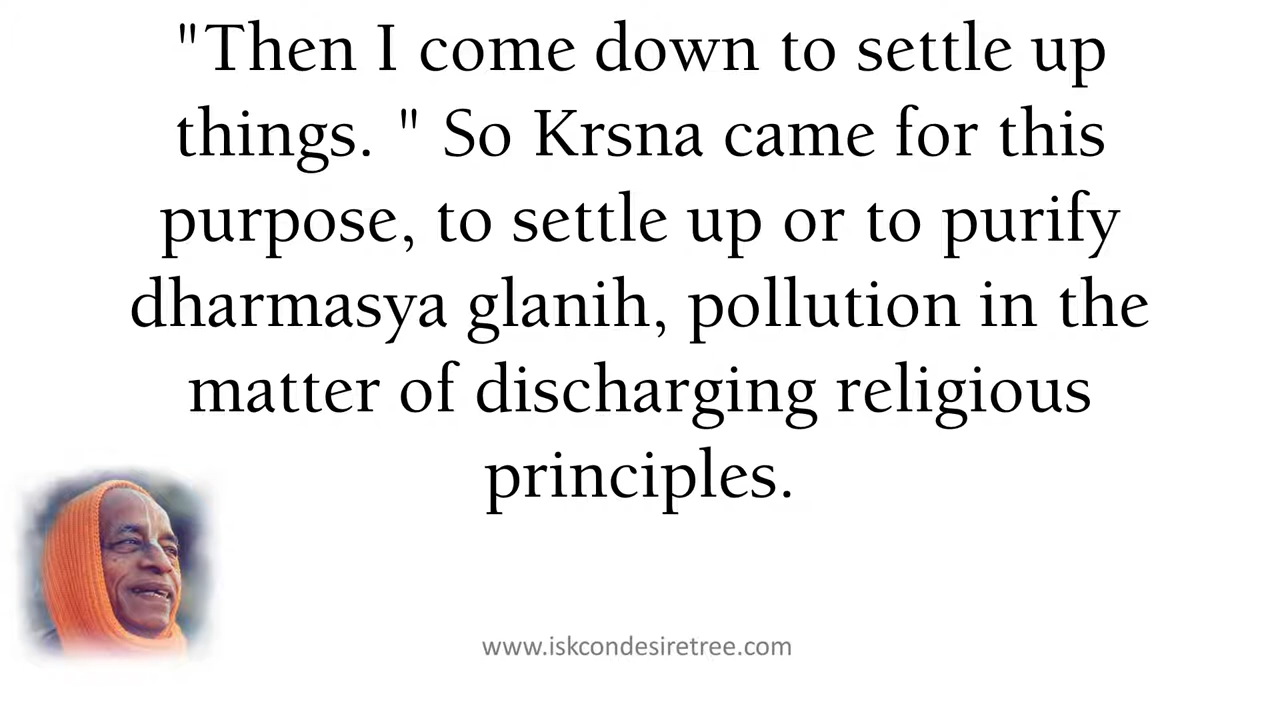 "Then I come down to settle up
things. " So Krsna came for this
purpose, to settle up or to purify
dharmasya glanih, pollution in the
matter of discharging religious
principles.
www.iskcondesiretree.com